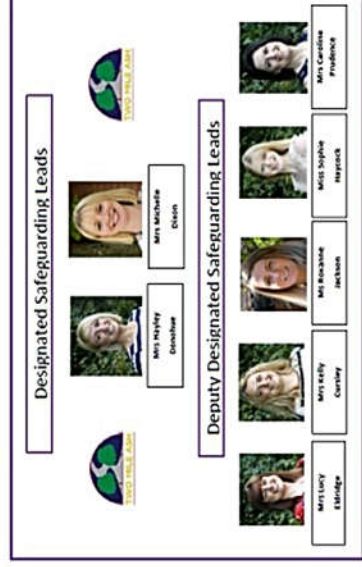 Designated Safeguarding Leads
TWO MILE ASH
TWO MILE ASH
Mrs Hayley
Donohue
Mrs Michelle
Dixon
Deputy Designated Safeguarding Leads
Mrs Lucy
Eldridge
Mrs Kelly
Cursley
Ms Roxanne
Jackson
Miss Sophie
Haycock
Mrs Caroline
Prudence